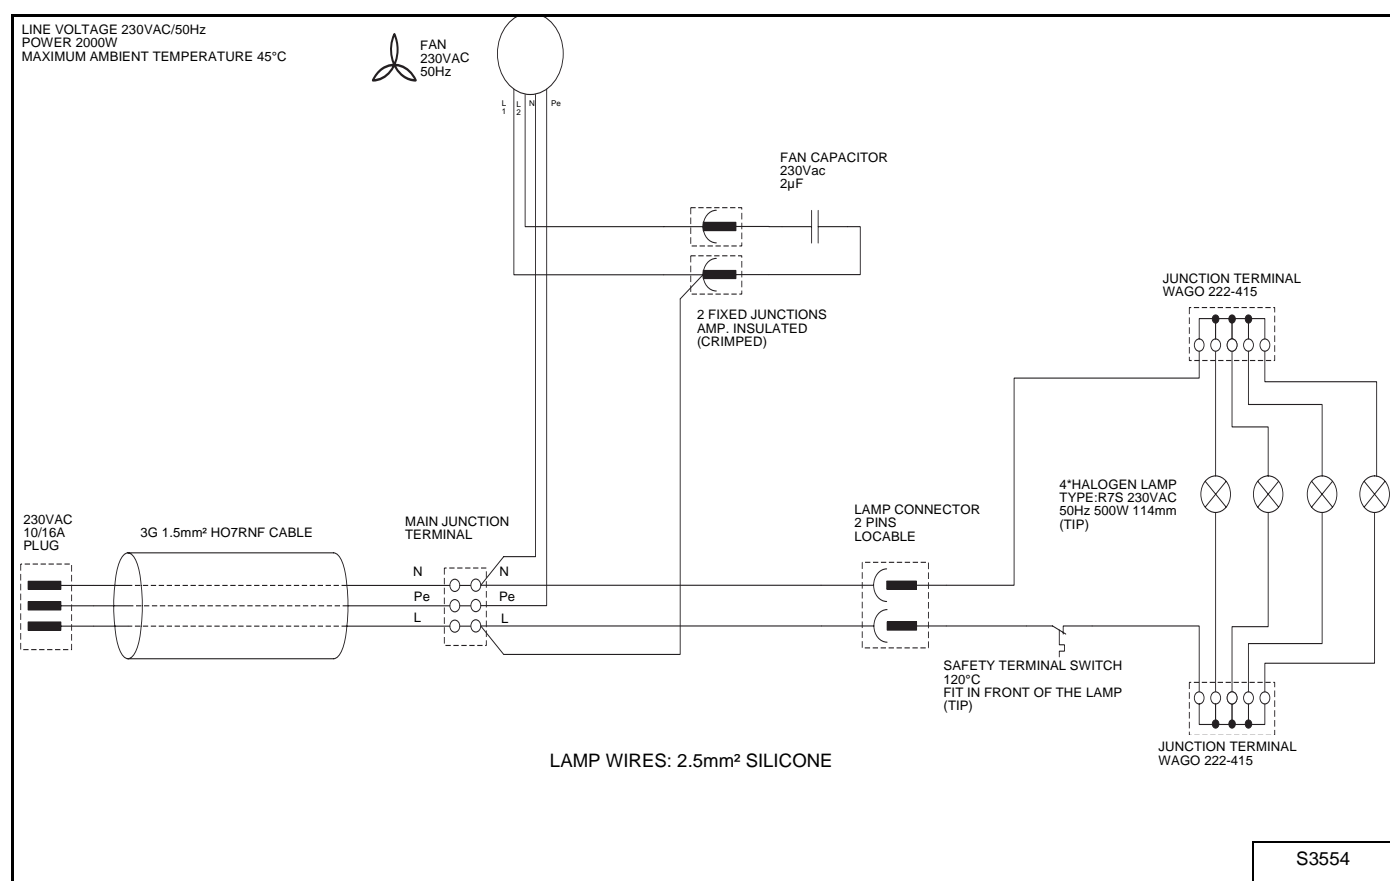 LINE VOLTAGE 230VAC/50Hz
POWER 2000W
MAXIMUM AMBIENT TEMPERATURE 45°C
FAN
230VAC
50Hz
L
1
L
2
N
Pe
FAN CAPACITOR
230Vac
2µF
2 FIXED JUNCTIONS
AMP. INSULATED
(CRIMPED)
JUNCTION TERMINAL
WAGO 222-415
4*HALOGEN LAMP
TYPE:R7S 230VAC
50Hz 500W 114mm
(TIP)
230VAC
10/16A
PLUG
3G 1.5mm² HO7RNF CABLE
MAIN JUNCTION
TERMINAL
N
N
Pe
Pe
L
L
LAMP CONNECTOR
2 PINS
LOCABLE
SAFETY TERMINAL SWITCH
120°C
FIT IN FRONT OF THE LAMP
(TIP)
JUNCTION TERMINAL
WAGO 222-415
LAMP WIRES: 2.5mm² SILICONE
S3554